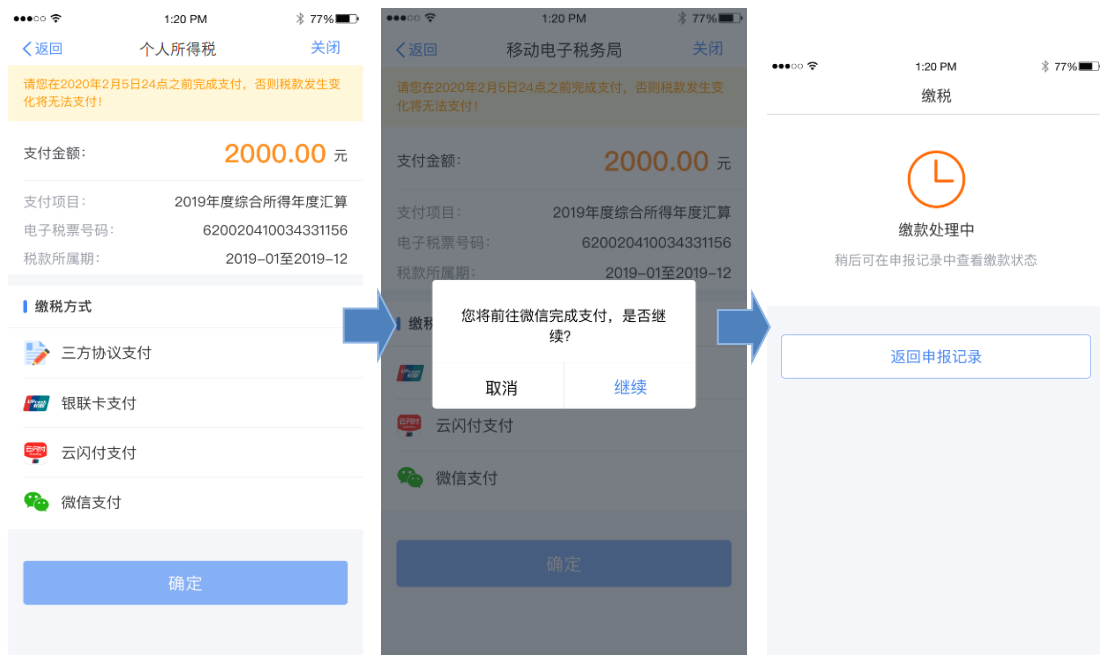 1:20 PM
77%
返回
个人所得税
关闭
请您在2020年2月5日24点之前完成支付，否则税款发生变
化将无法支付！
支付金额：
2000.00 元
支付项目：
2019年度综合所得年度汇算
电子税票号码：
620020410034331156
税款所属期：
2019-01至2019-12
缴税方式
三方协议支付
银联卡支付
云闪付支付
微信支付
确定
1:20 PM
77%
返回
移动电子税务局
关闭
请您在2020年2月5日24点之前完成支付，否则税款发生变
化将无法支付！
支付金额：
2000.00 元
支付项目：
2019年度综合所得年度汇算
电子税票号码：
620020410034331156
税款所属期：
2019-01至2019-12
缴税
您将前往微信完成支付，是否继
续？
取消
继续
云闪付支付
微信支付
确定
1:20 PM
77%
缴税
缴款处理中
稍后可在申报记录中查看缴款状态
返回申报记录